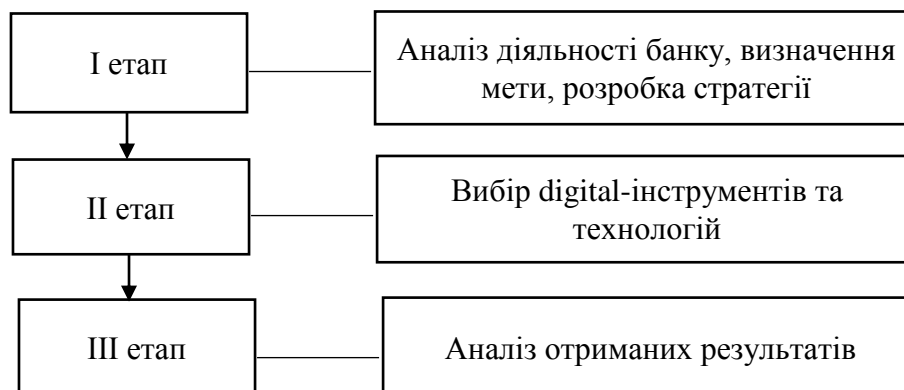 І етап
Аналіз діяльності банку, визначення
мети, розробка стратегії
ІІ етап
Вибір digital-інструментів та
технологій
ІІІ етап
Аналіз отриманих результатів